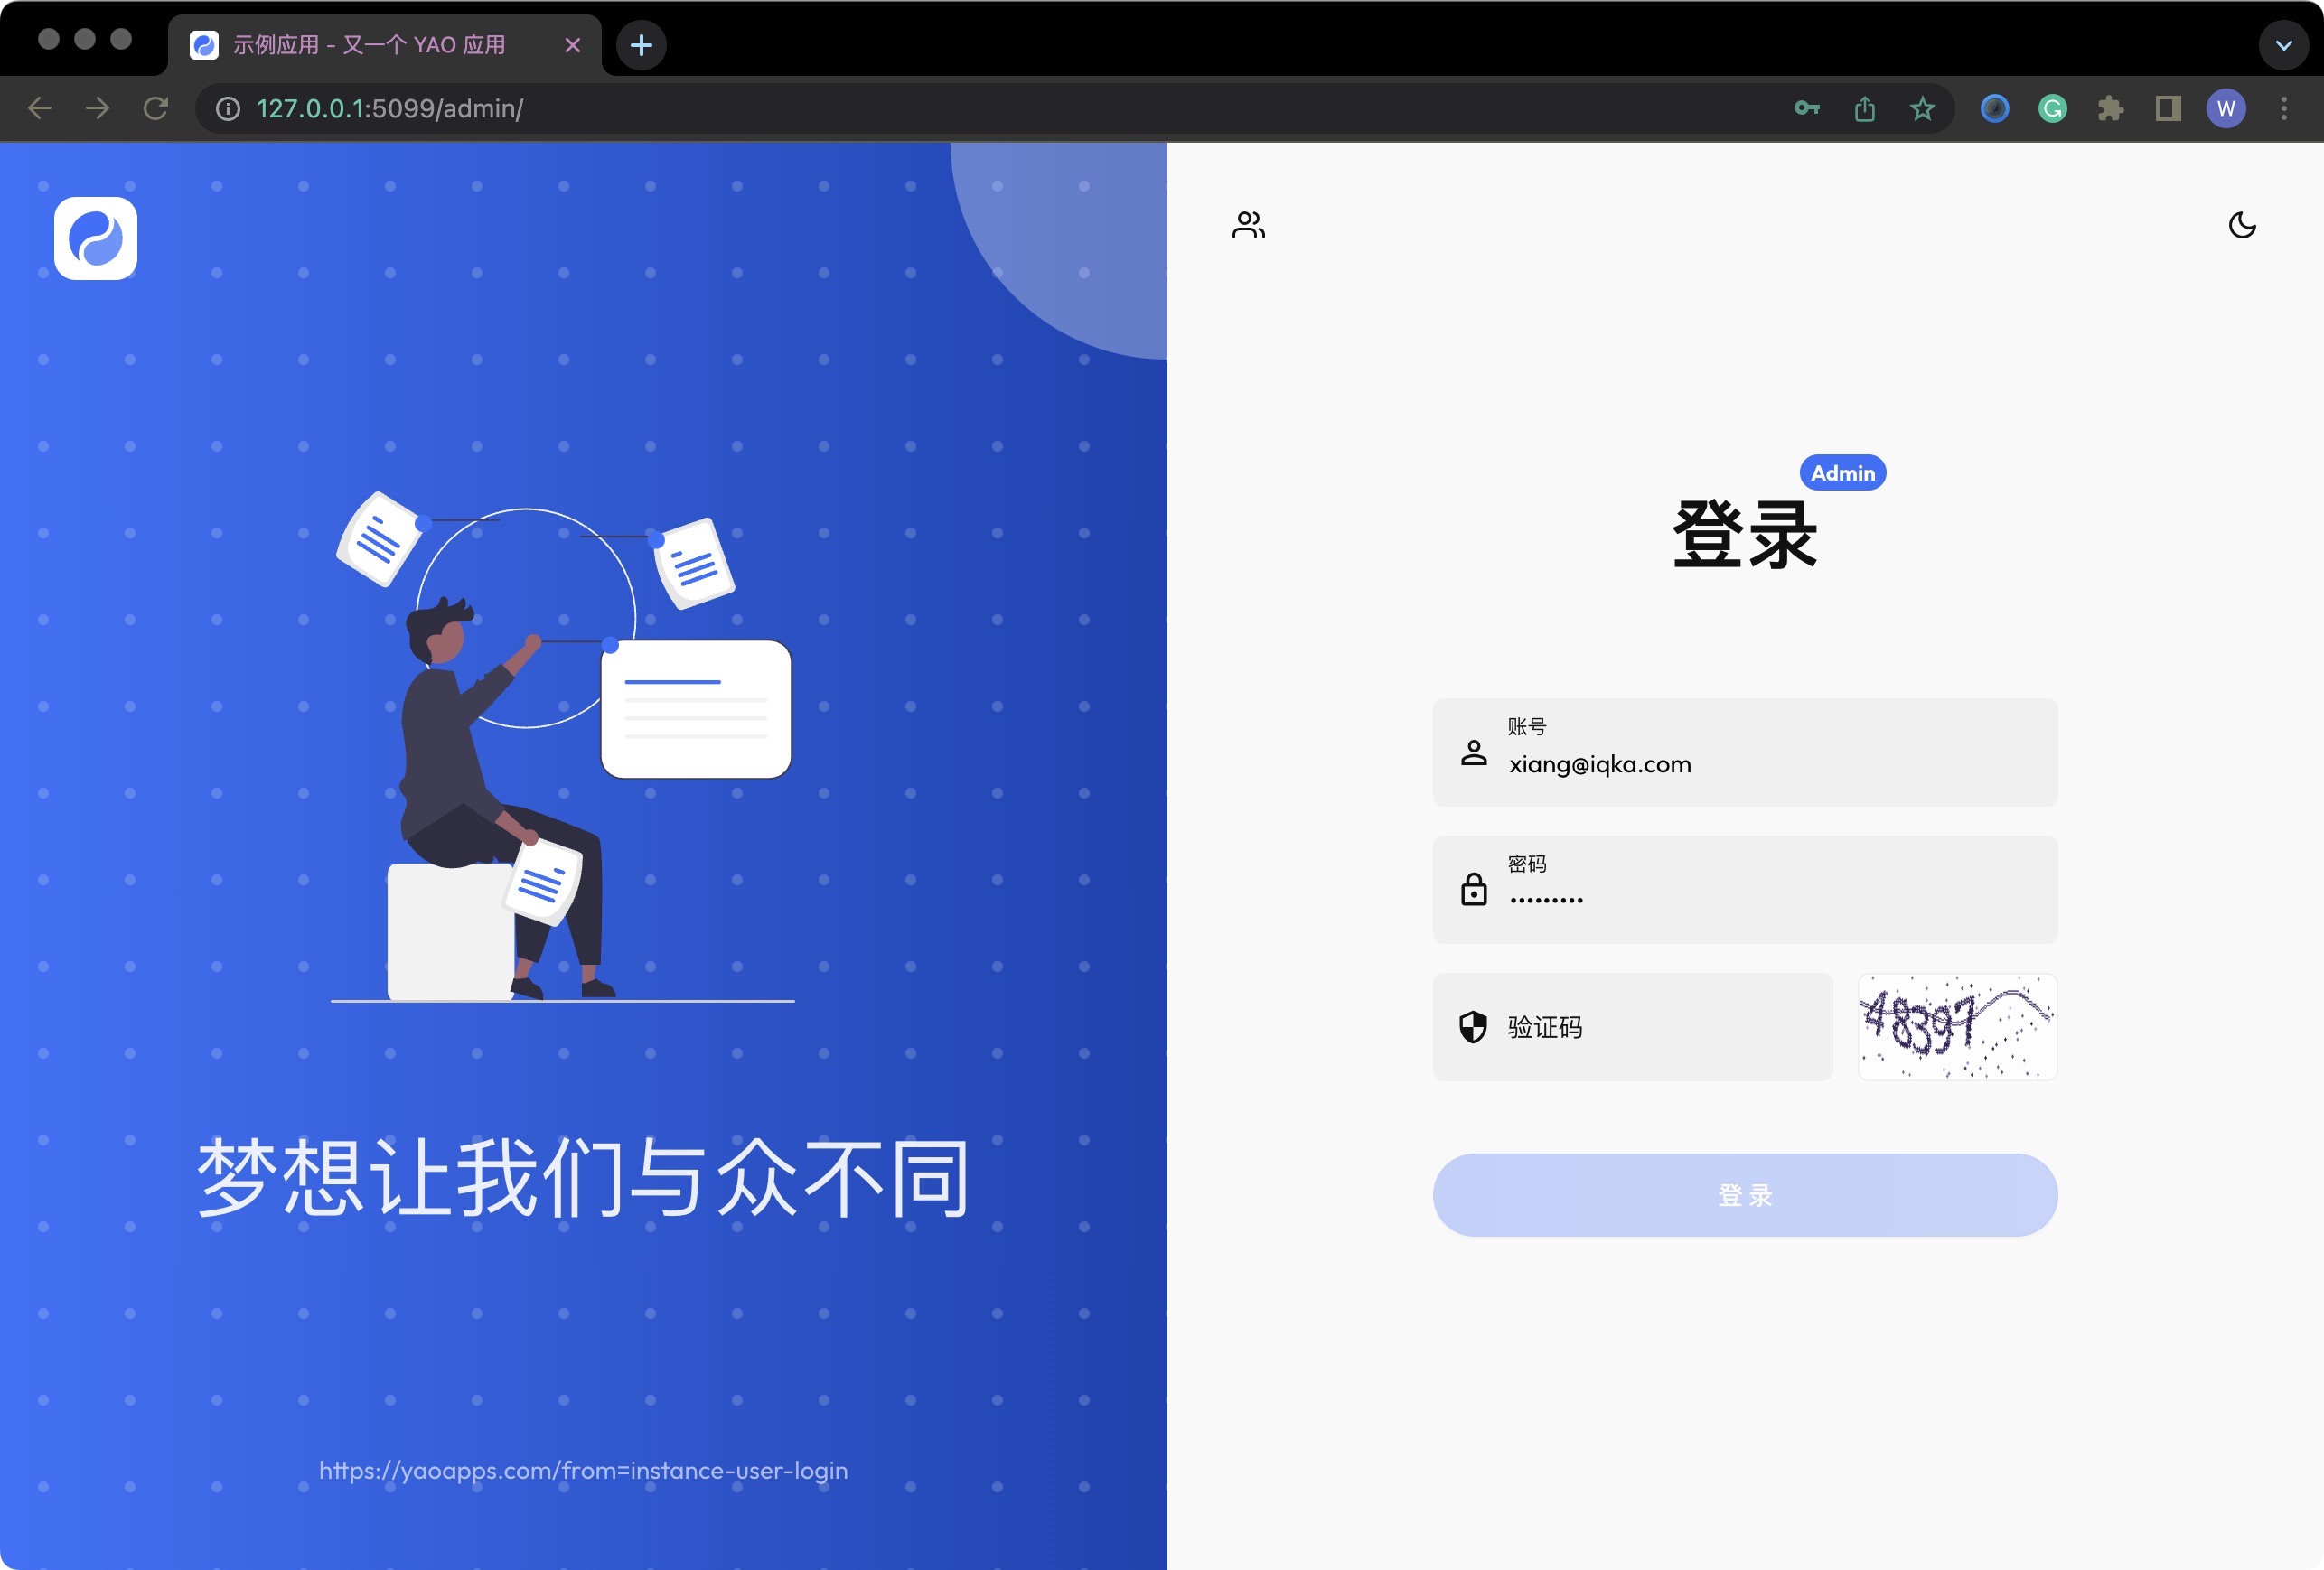 示例应用 - 又一个 YAO 应用
127.0.0.1:5099/admin/
W
Admin
登录
账号
xiang@iqka.com
密码
•••••••••
验证码
48397
登 录
梦想让我们与众不同
https://yaoapps.com/from=instance-user-login